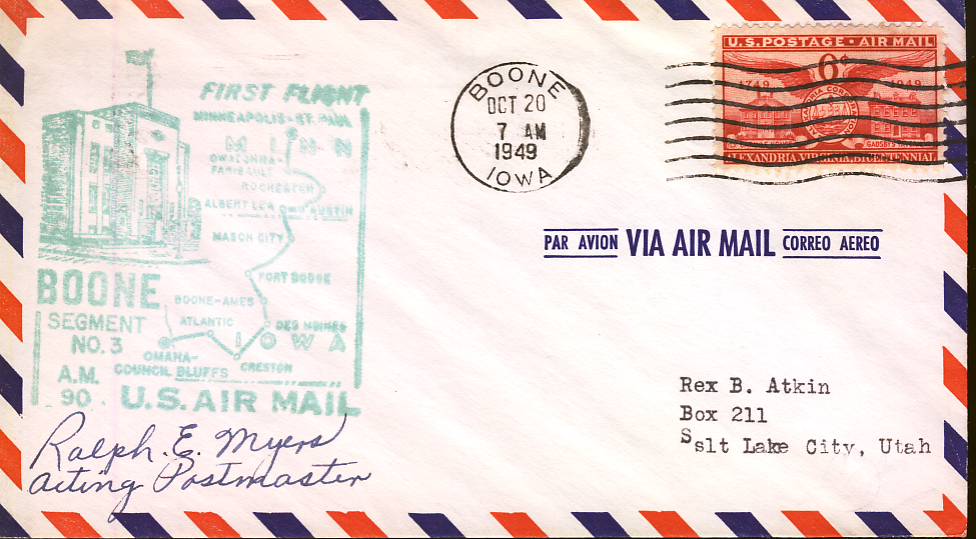 FIRST FLIGHT
MINNEAPOLIS - ST. PAUL
MINN
OWATONNA-
FARIBAULT
ROCHESTER
ALBERT LEA AUSTIN
MASON CITY
FORT DODGE
BOONE-AMES
ATLANTIC
DES MOINES
IOWA
OMAHA-
COUNCIL BLUFFS
CRESTON
BOONE
SEGMENT
NO. 3
A.M.
90
U.S. AIR MAIL
Ralph. E. Myers
Acting Postmaster
BOONE
OCT 20
7 AM
1949
IOWA
U.S. POSTAGE • AIR MAIL
6¢
1749 1949
ALEXANDRIA VIRGINIA, BICENTENNIAL
PAR AVION VIA AIR MAIL CORREO AEREO
Rex B. Atkin
Box 211
Sslt Lake City, Utah